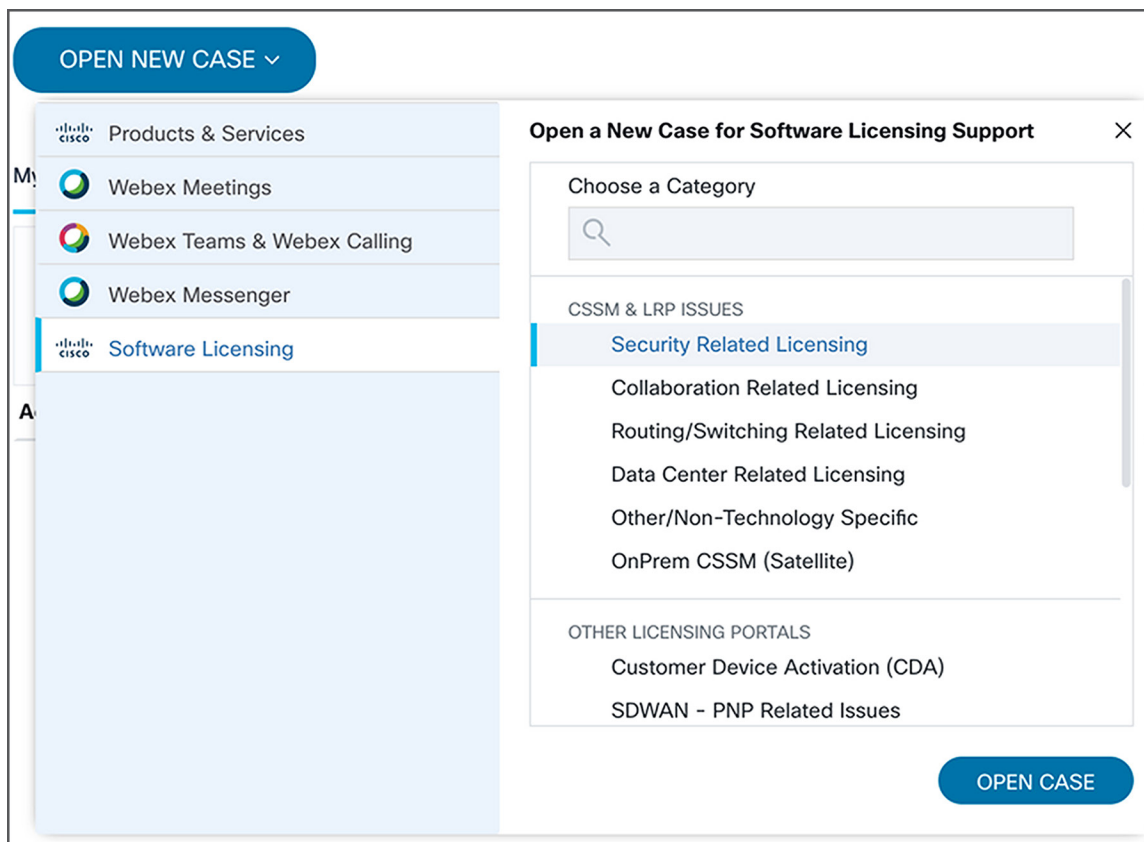 OPEN NEW CASE
My
A
CISCO Products & Services
Webex Meetings
Webex Teams & Webex Calling
Webex Messenger
CISCO Software Licensing
Open a New Case for Software Licensing Support
Choose a Category
CSSM & LRP ISSUES
Security Related Licensing
Collaboration Related Licensing
Routing/Switching Related Licensing
Data Center Related Licensing
Other/Non-Technology Specific
OnPrem CSSM (Satellite)
OTHER LICENSING PORTALS
Customer Device Activation (CDA)
SDWAN - PNP Related Issues
OPEN CASE